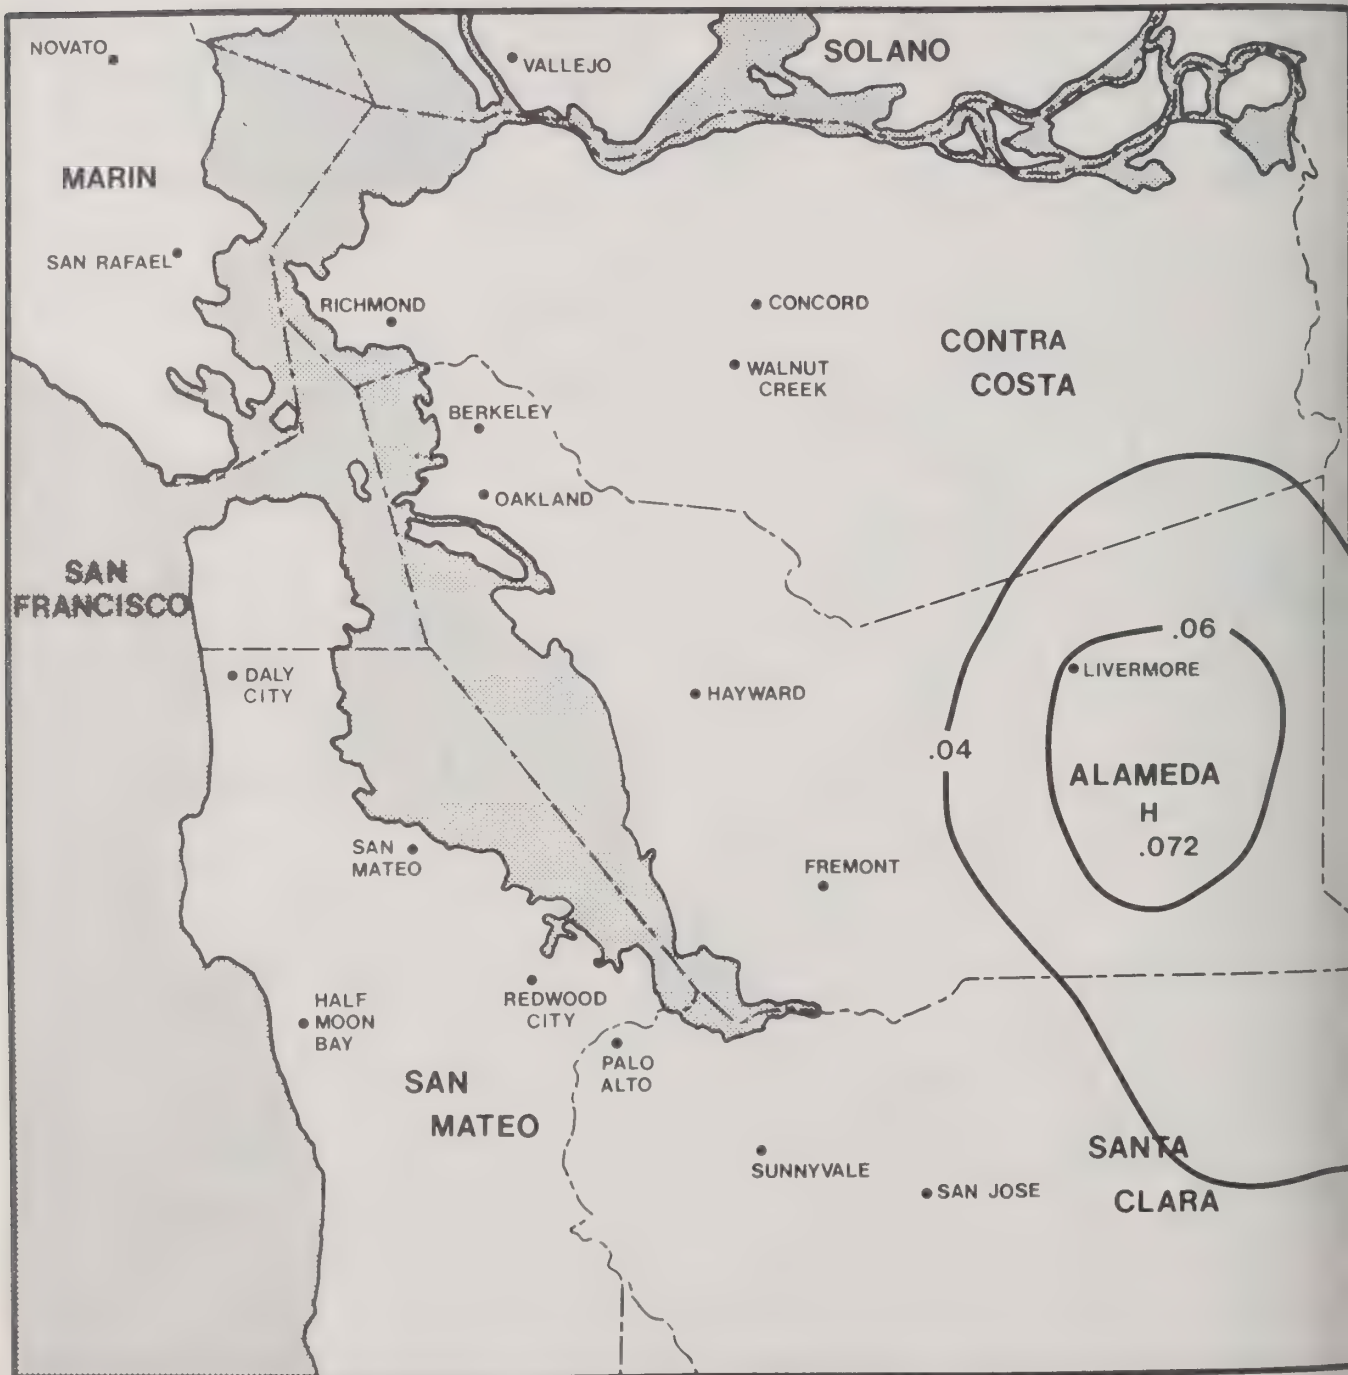 NOVATO
VALLEJO
SOLANO
MARIN
SAN RAFAEL
RICHMOND
CONCORD
CONTRA
COSTA
WALNUT
CREEK
BERKELEY
OAKLAND
SAN
FRANCISCO
.06
LIVERMORE
DALY
CITY
HAYWARD
.04
ALAMEDA
H
.072
SAN
MATEO
FREMONT
REDWOOD
CITY
HALF
MOON
BAY
PALO
ALTO
SAN
MATEO
SUNNYVALE
SAN JOSE
SANTA
CLARA